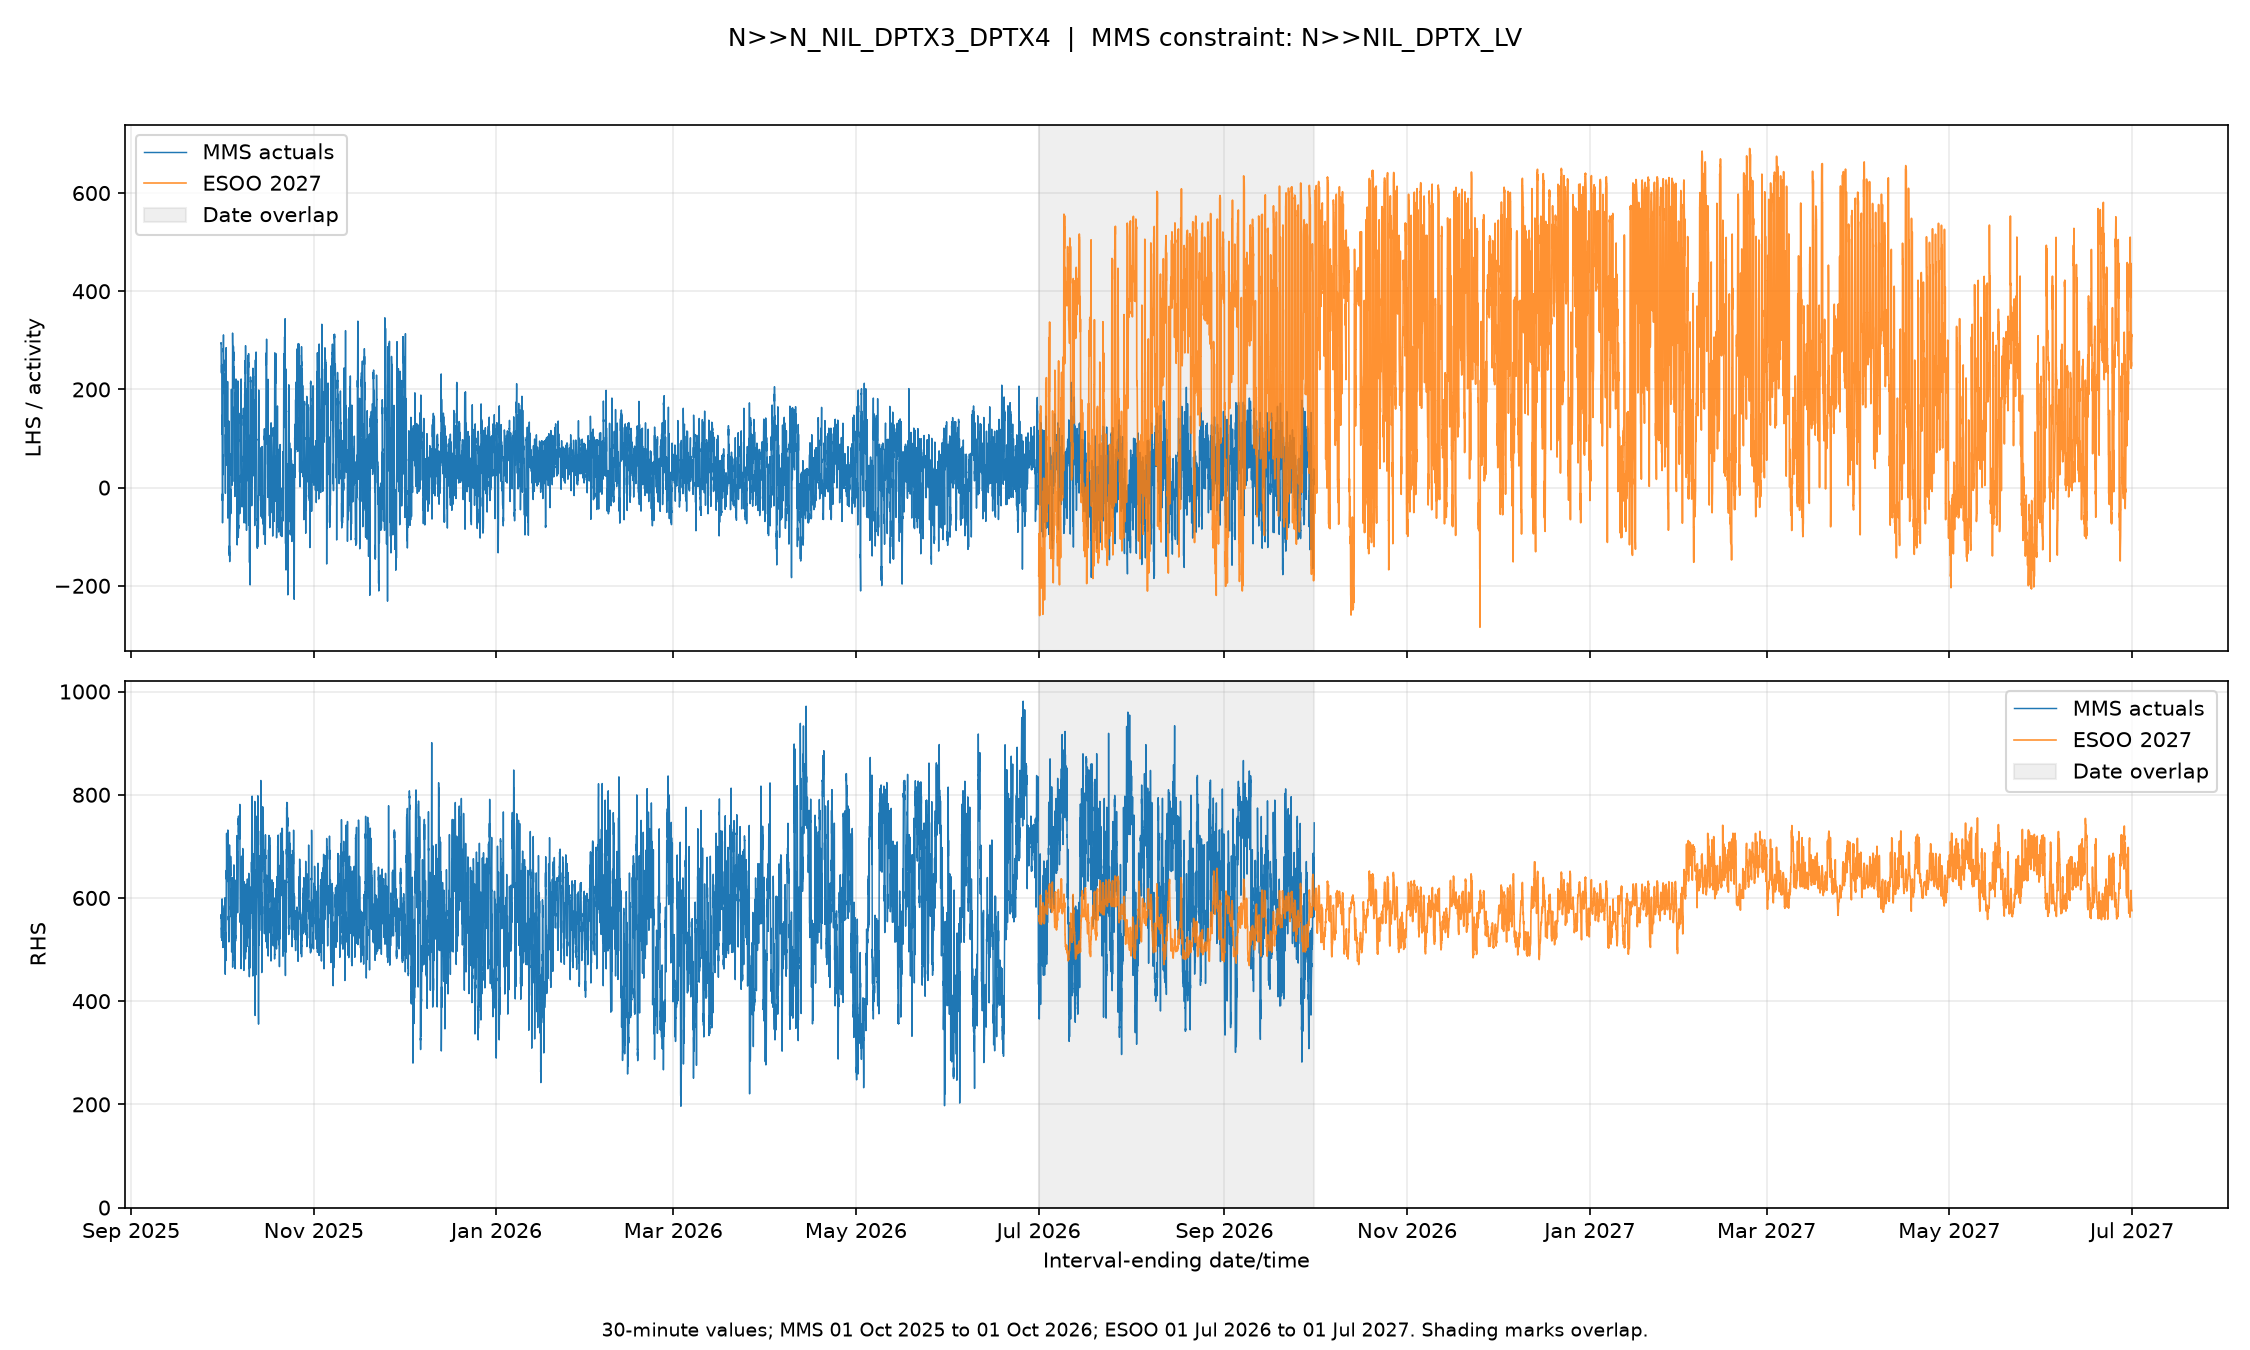 N>>N_NIL_DPTX3_DPTX4  |  MMS constraint: N>>NIL_DPTX_LV
MMS actuals
ESOO 2027
Date overlap
LHS / activity
600
400
200
0
−200
MMS actuals
ESOO 2027
Date overlap
RHS
1000
800
600
400
200
0
Sep 2025 Nov 2025 Jan 2026 Mar 2026 May 2026 Jul 2026 Sep 2026 Nov 2026 Jan 2027 Mar 2027 May 2027 Jul 2027
Interval-ending date/time
30-minute values; MMS 01 Oct 2025 to 01 Oct 2026; ESOO 01 Jul 2026 to 01 Jul 2027. Shading marks overlap.